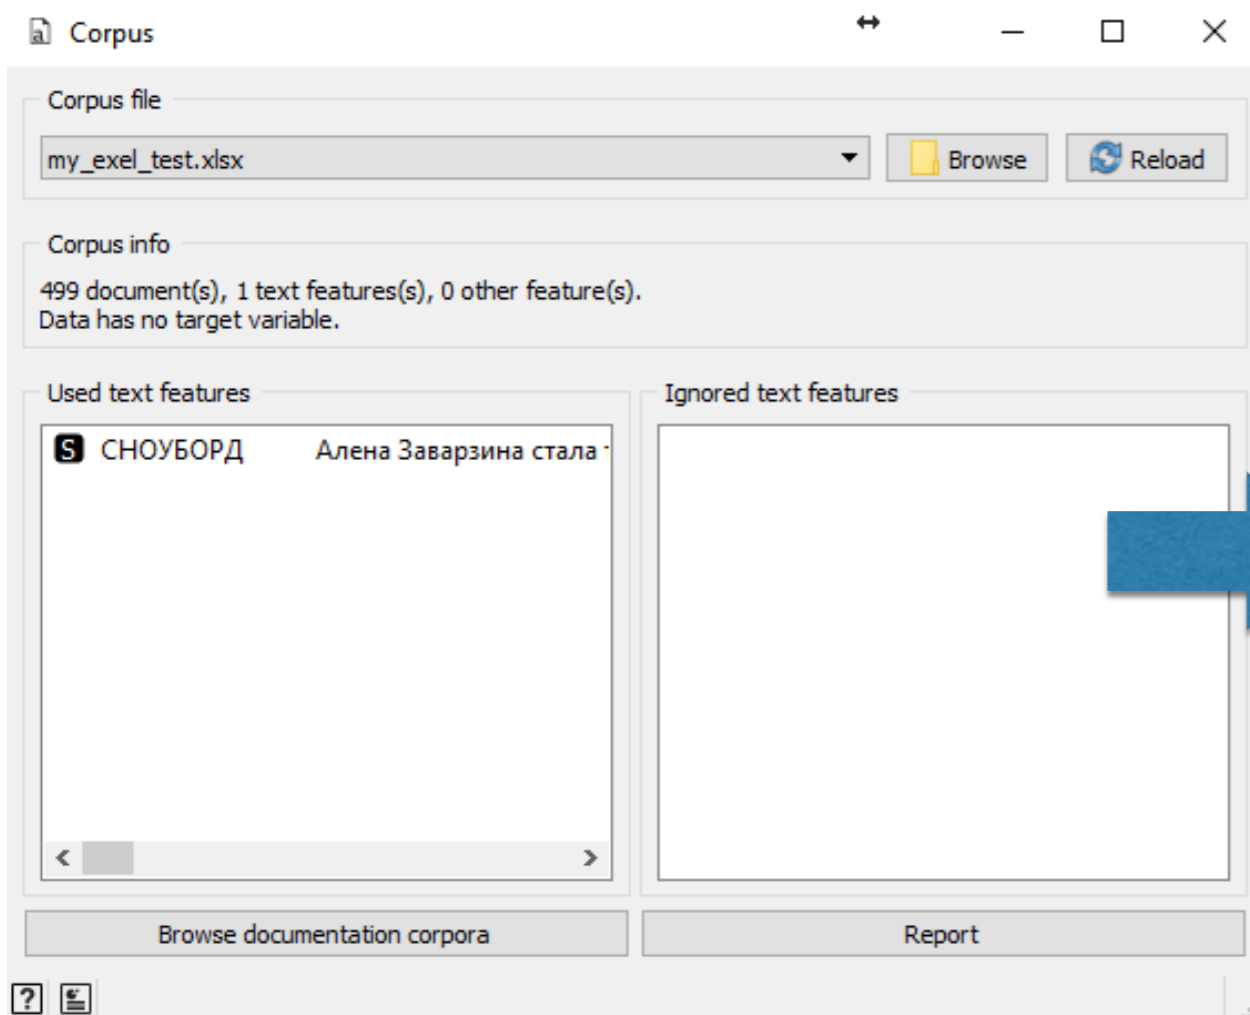 Corpus
Corpus file
my_exel_test.xlsx
Browse
Reload
Corpus info
499 document(s), 1 text features(s), 0 other feature(s).
Data has no target variable.
Used text features
Ignored text features
S СНОУБОРД Алена Заварзина стала
Browse documentation corpora
Report
?